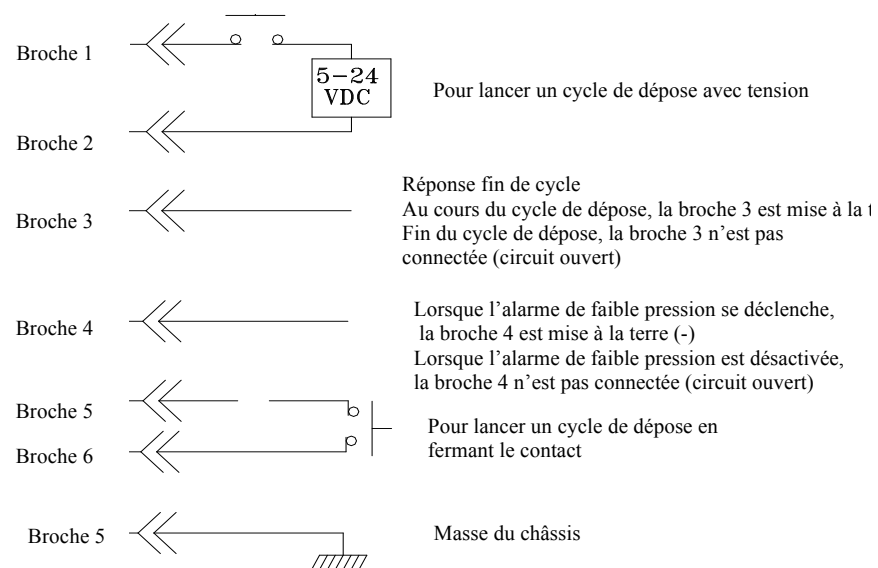 Broche 1
5-24
VDC
Pour lancer un cycle de dépose avec tension
Broche 2
Réponse fin de cycle
Broche 3
Au cours du cycle de dépose, la broche 3 est mise à la
Fin du cycle de dépose, la broche 3 n’est pas
connectée (circuit ouvert)
Broche 4
Lorsque l’alarme de faible pression se déclenche,
la broche 4 est mise à la terre (-)
Lorsque l’alarme de faible pression est désactivée,
la broche 4 n’est pas connectée (circuit ouvert)
Broche 5
Broche 6
Pour lancer un cycle de dépose en
fermant le contact
Broche 5
Masse du châssis